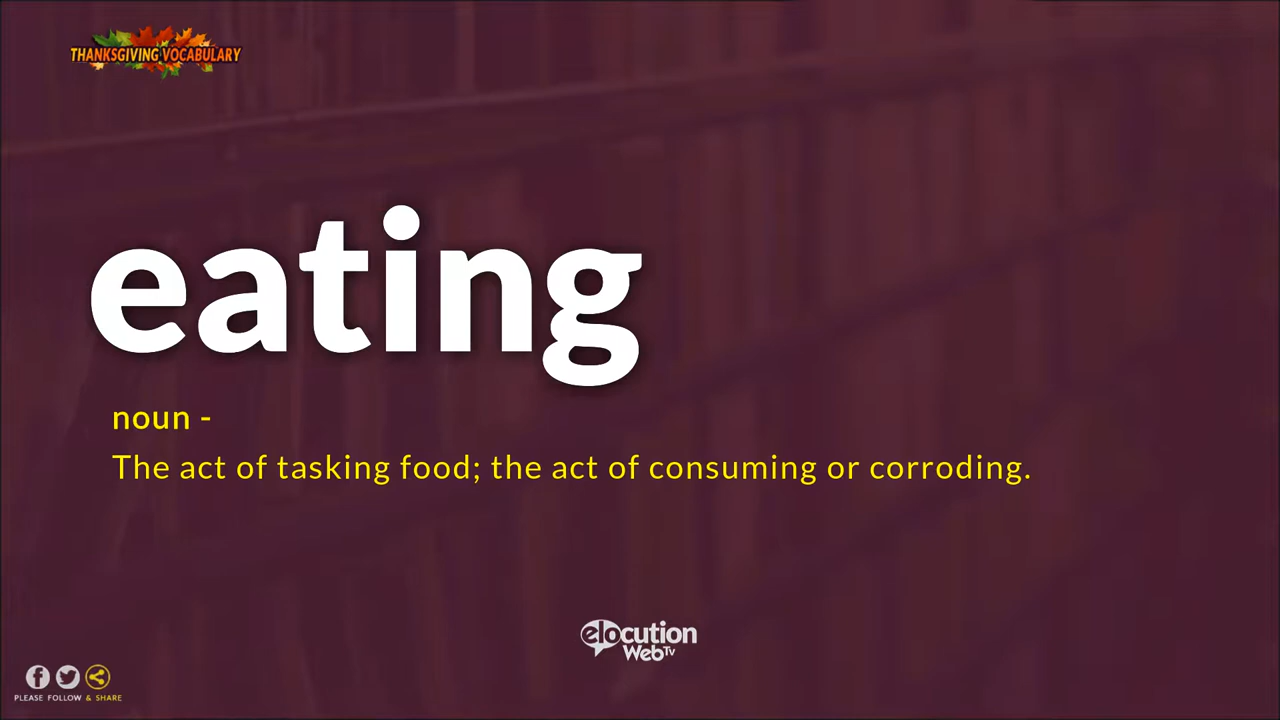 THANKSGIVING VOCABULARY
eating
noun -
The act of tasking food; the act of consuming or corroding.
elocution
WebTv
PLEASE FOLLOW & SHARE